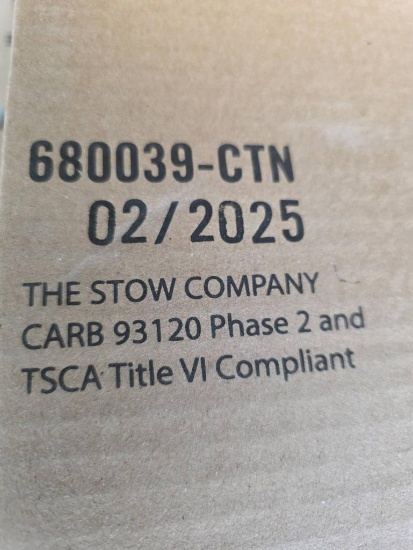 680039-CTN
02/2025
THE STOW COMPANY
CARB 93120 Phase 2 and
TSCA Title VI Compliant